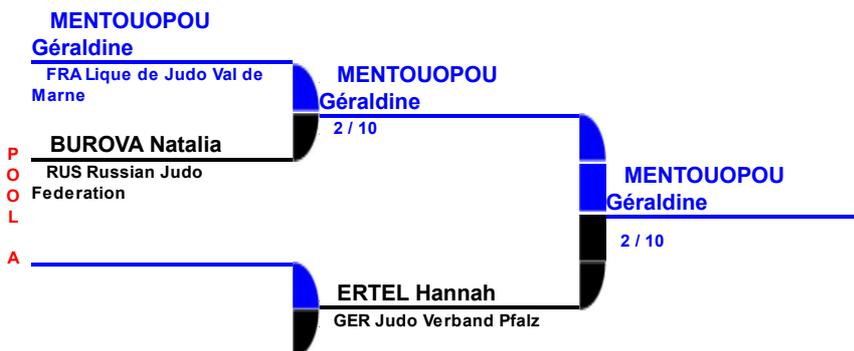 MENTOUOPOU
Géraldine
FRA Lique de Judo Val de
Marne
MENTOUOPOU
Géraldine
2 / 10
BUROVA Natalia
RUS Russian Judo
Federation
POOL A
MENTOUOPOU
Géraldine
2 / 10
ERTEL Hannah
GER Judo Verband Pfalz